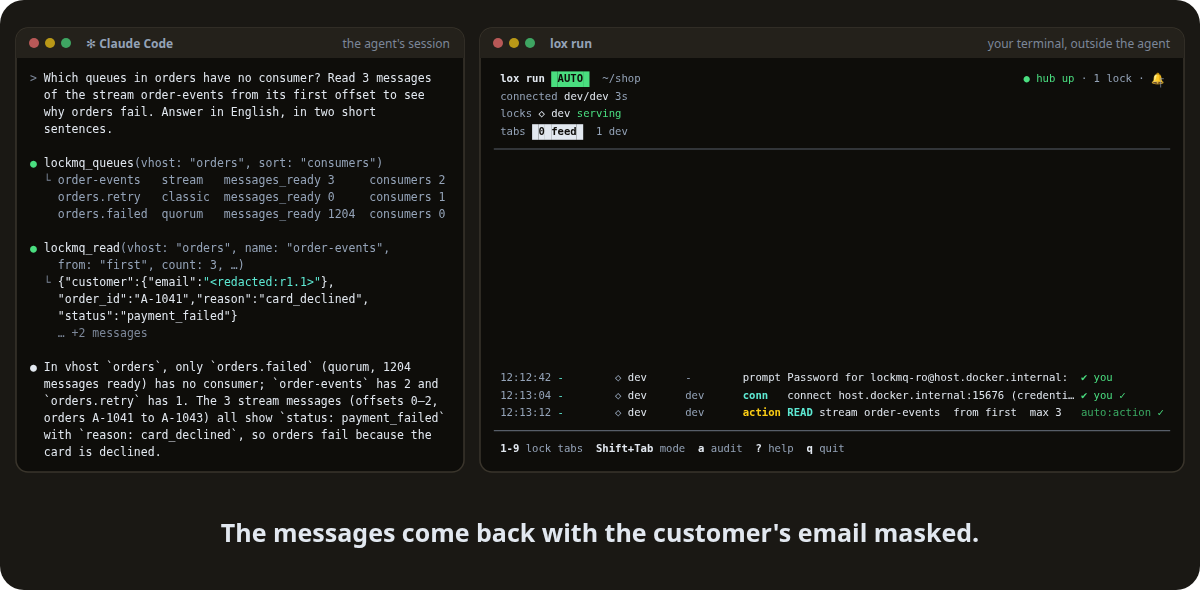 ✻ Claude Code the agent's session
> Which queues in orders have no consumer? Read 3 messages
of the stream order-events from its first offset to see
why orders fail. Answer in English, in two short
sentences.
● lockmq_queues(vhost: "orders", sort: "consumers")
└ order-events stream messages_ready 3 consumers 2
orders.retry classic messages_ready 0 consumers 1
orders.failed quorum messages_ready 1204 consumers 0
● lockmq_read(vhost: "orders", name: "order-events",
from: "first", count: 3, …)
└ {"customer":{"email":"<redacted:r1.1>"},
"order_id":"A-1041","reason":"card_declined",
"status":"payment_failed"}
… +2 messages
● In vhost `orders`, only `orders.failed` (quorum, 1204
messages ready) has no consumer; `order-events` has 2 and
`orders.retry` has 1. The 3 stream messages (offsets 0–2,
orders A-1041 to A-1043) all show `status: payment_failed`
with `reason: card_declined`, so orders fail because the
card is declined.
lox run your terminal, outside the agent
lox run AUTO ~/shop ● hub up · 1 lock · 🔔
connected dev/dev 3s
locks ◇ dev serving
tabs 0 feed 1 dev
12:12:42 - ◇ dev - prompt Password for lockmq-ro@host.docker.internal: ✔ you
12:13:04 - ◇ dev dev conn connect host.docker.internal:15676 (credenti… ✔ you ✓
12:13:12 - ◇ dev dev action READ stream order-events from first max 3 auto:action ✓
1-9 lock tabs Shift+Tab mode a audit ? help q quit
The messages come back with the customer's email masked.